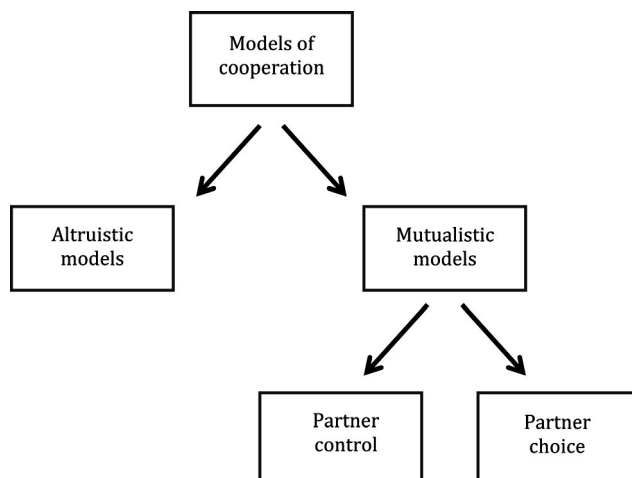 Models of
cooperation
Altruistic
models
Mutualistic
models
Partner
control
Partner
choice